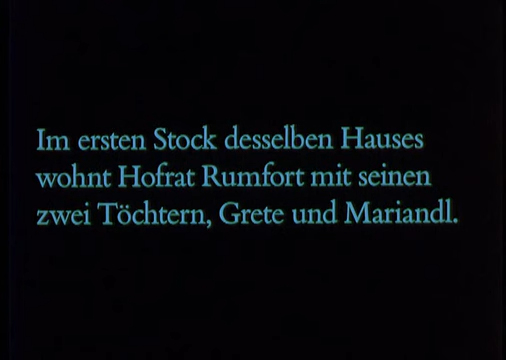 Im ersten Stock desselben Hauses
wohnt Hofrat Rumfort mit seinen
zwei Töchtern, Grete und Mariandl.